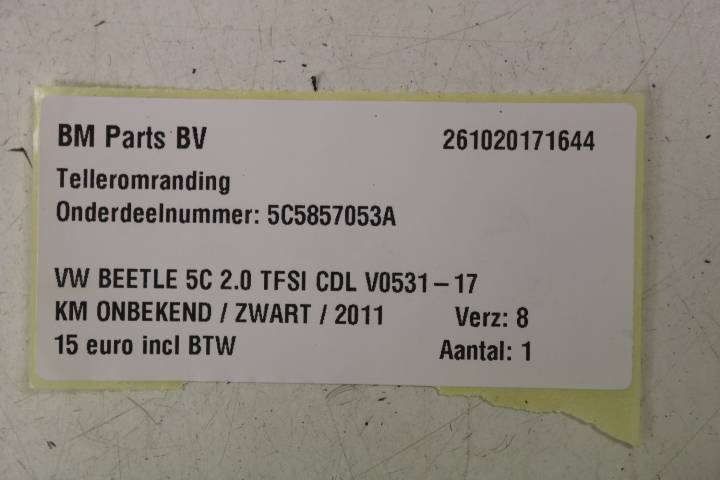 BM Parts BV 261020171644
Telleromranding
Onderdeelnummer: 5C5857053A
VW BEETLE 5C 2.0 TFSI CDL V0531-17
KM ONBEKEND / ZWART / 2011 Verz: 8
15 euro incl BTW Aantal: 1